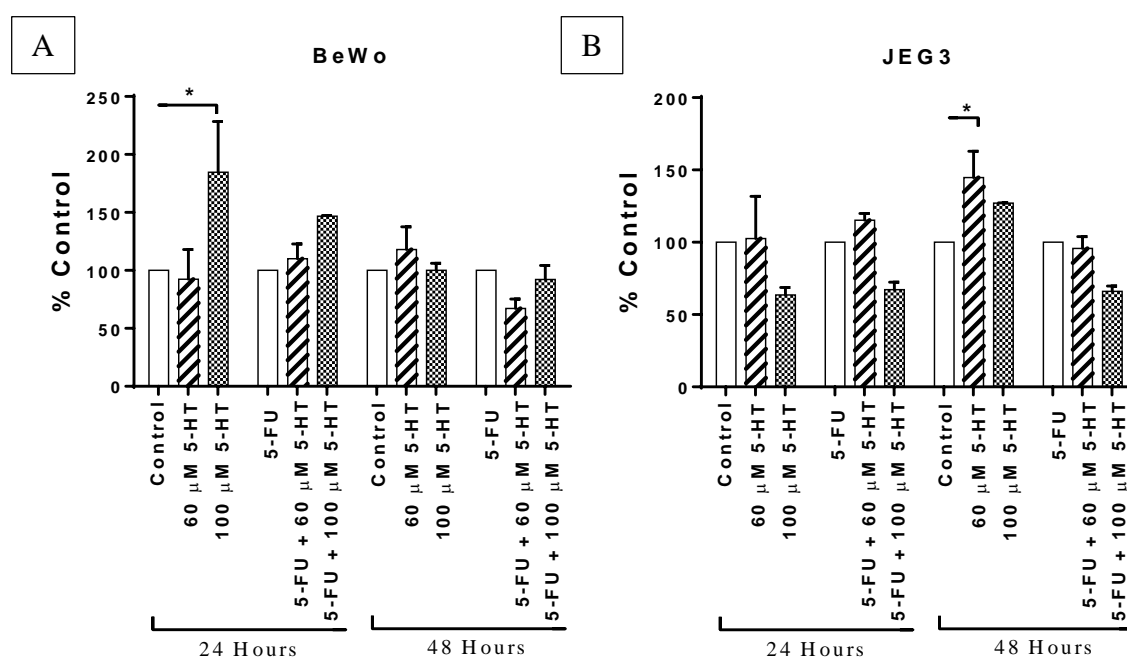 A
BeWo
*
% Control
250
200
150
100
50
0
Control
60 μM 5-HT
100 μM 5-HT
5-FU
5-FU + 60 μM 5-HT
5-FU + 100 μM 5-HT
Control
60 μM 5-HT
100 μM 5-HT
5-FU
5-FU + 60 μM 5-HT
5-FU + 100 μM 5-HT
24 Hours
48 Hours
B
JEG3
*
% Control
200
150
100
50
0
Control
60 μM 5-HT
100 μM 5-HT
5-FU
5-FU + 60 μM 5-HT
5-FU + 100 μM 5-HT
Control
60 μM 5-HT
100 μM 5-HT
5-FU
5-FU + 60 μM 5-HT
5-FU + 100 μM 5-HT
24 Hours
48 Hours